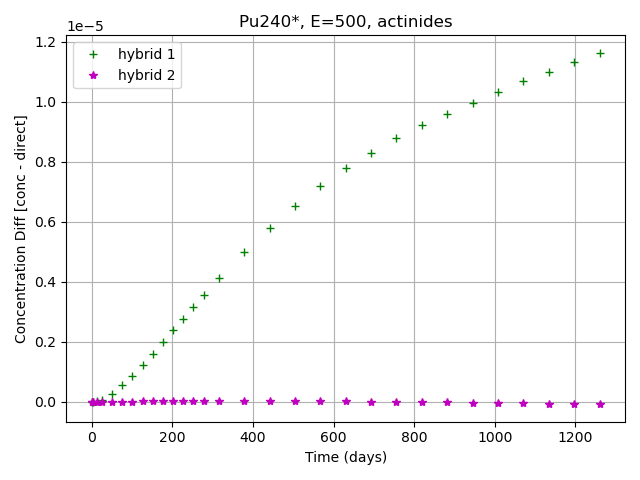 Pu240*, E=500, actinides
1e−5
hybrid 1
hybrid 2
1.2
1.0
0.8
0.6
0.4
0.2
0.0
Concentration Diff [conc - direct]
0 200 400 600 800 1000 1200
Time (days)